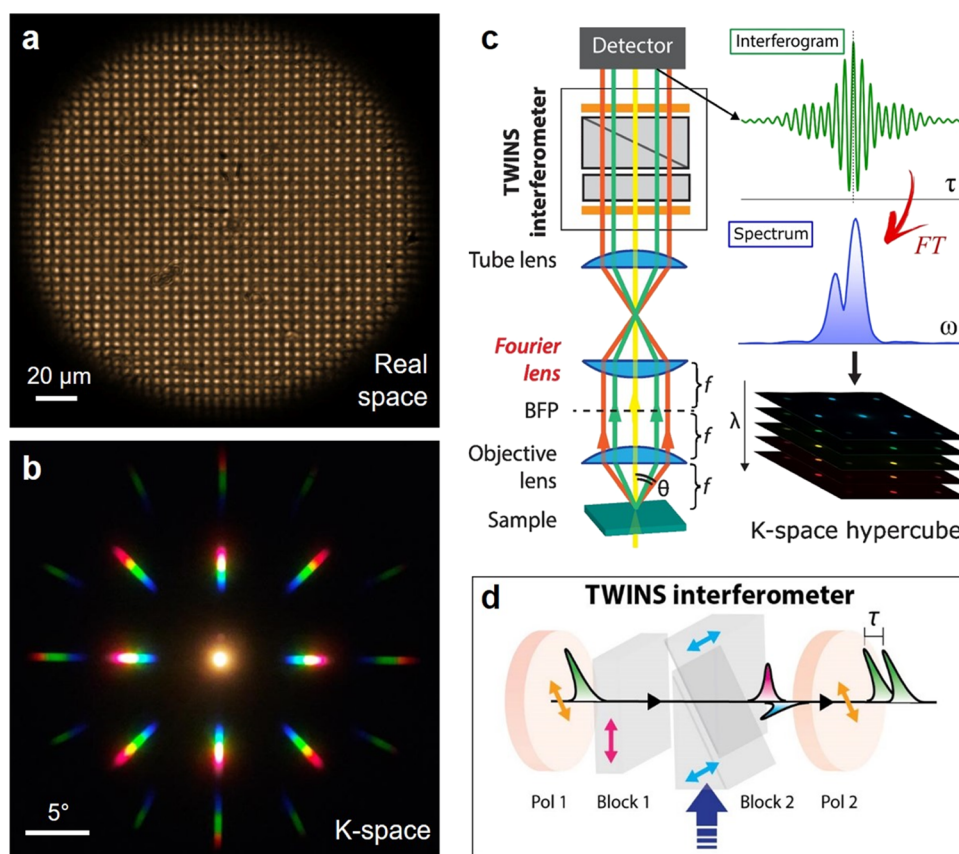 a
20 μm
Real
space
b
5°
K-space
c
Detector
TWINS
interferometer
Tube lens
Fourier
lens
BFP
Objective
lens
Sample
f
f
f
θ
Interferogram
τ
FT
Spectrum
ω
λ
K-space hypercube
d
TWINS interferometer
τ
Pol 1
Block 1
Block 2
Pol 2